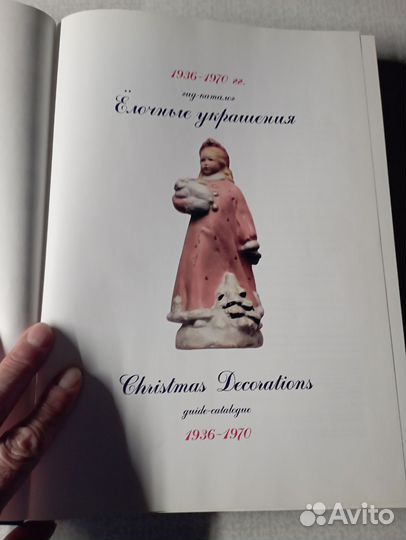 1936-1970 гг.
гид-каталог
Ёлочные украшения
Christmas Decorations
guide-catalogue
1936-1970
Avito